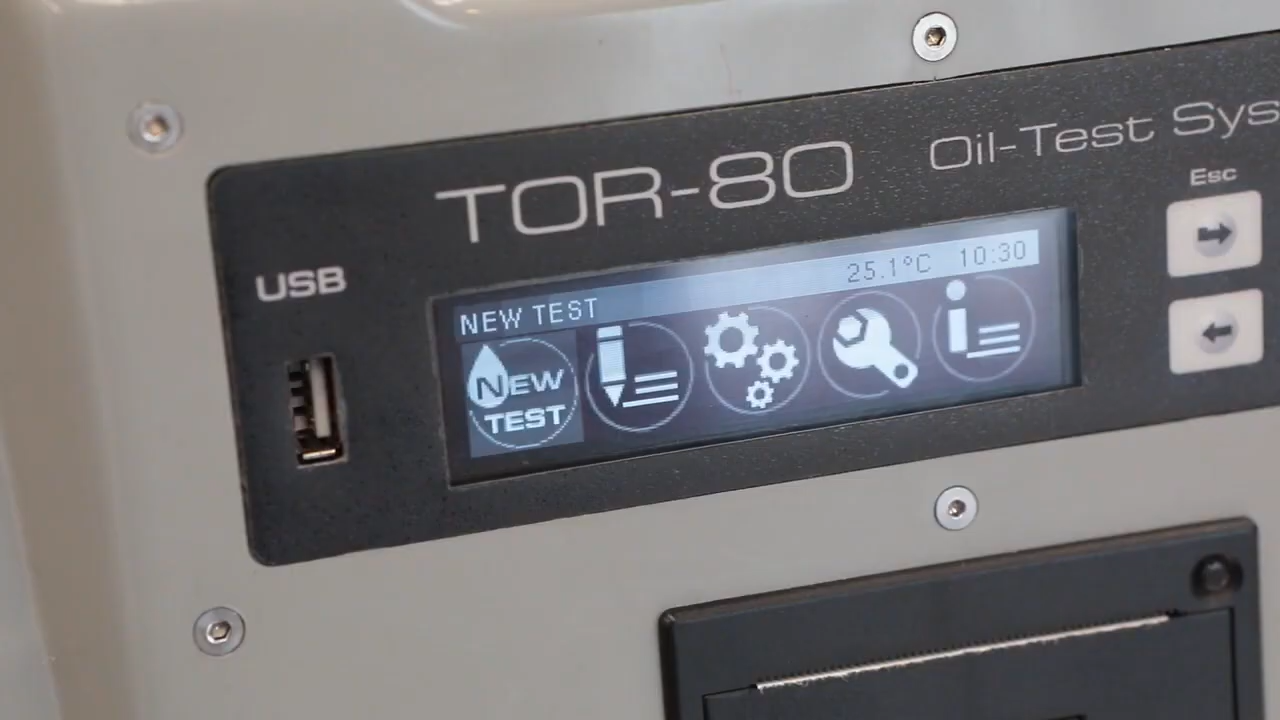 TOR-80 Oil-Test Sys
Esc
USB
NEW TEST 25.1°C 10:30
NEW
TEST